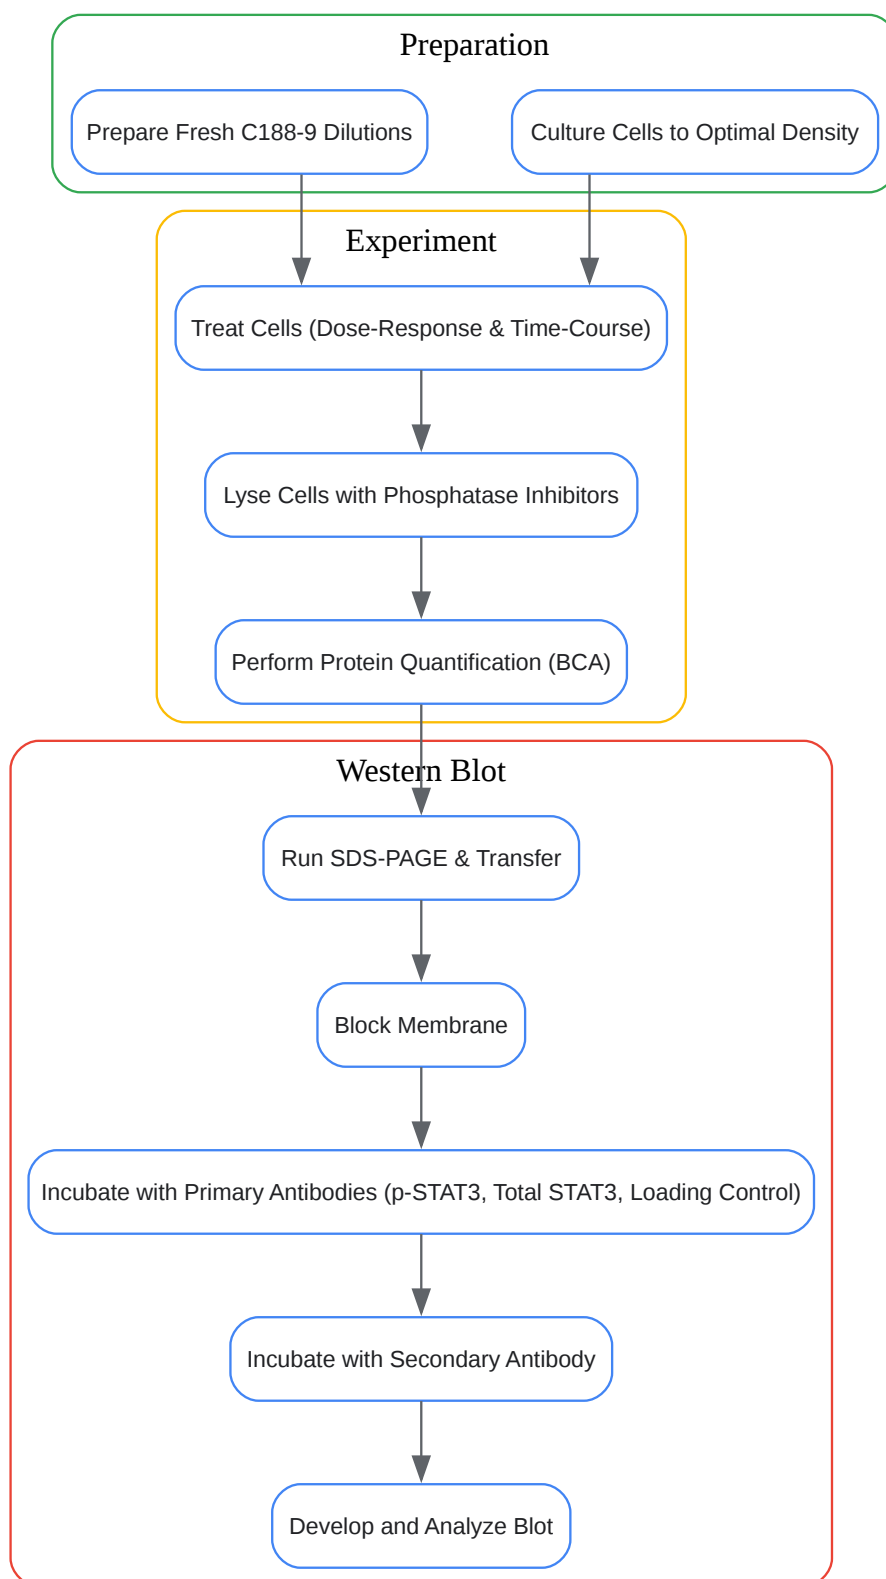 Preparation
Prepare Fresh C188-9 Dilutions
Culture Cells to Optimal Density
Experiment
Treat Cells (Dose-Response & Time-Course)
Lyse Cells with Phosphatase Inhibitors
Perform Protein Quantification (BCA)
Western Blot
Run SDS-PAGE & Transfer
Block Membrane
Incubate with Primary Antibodies (p-STAT3, Total STAT3, Loading Control)
Incubate with Secondary Antibody
Develop and Analyze Blot